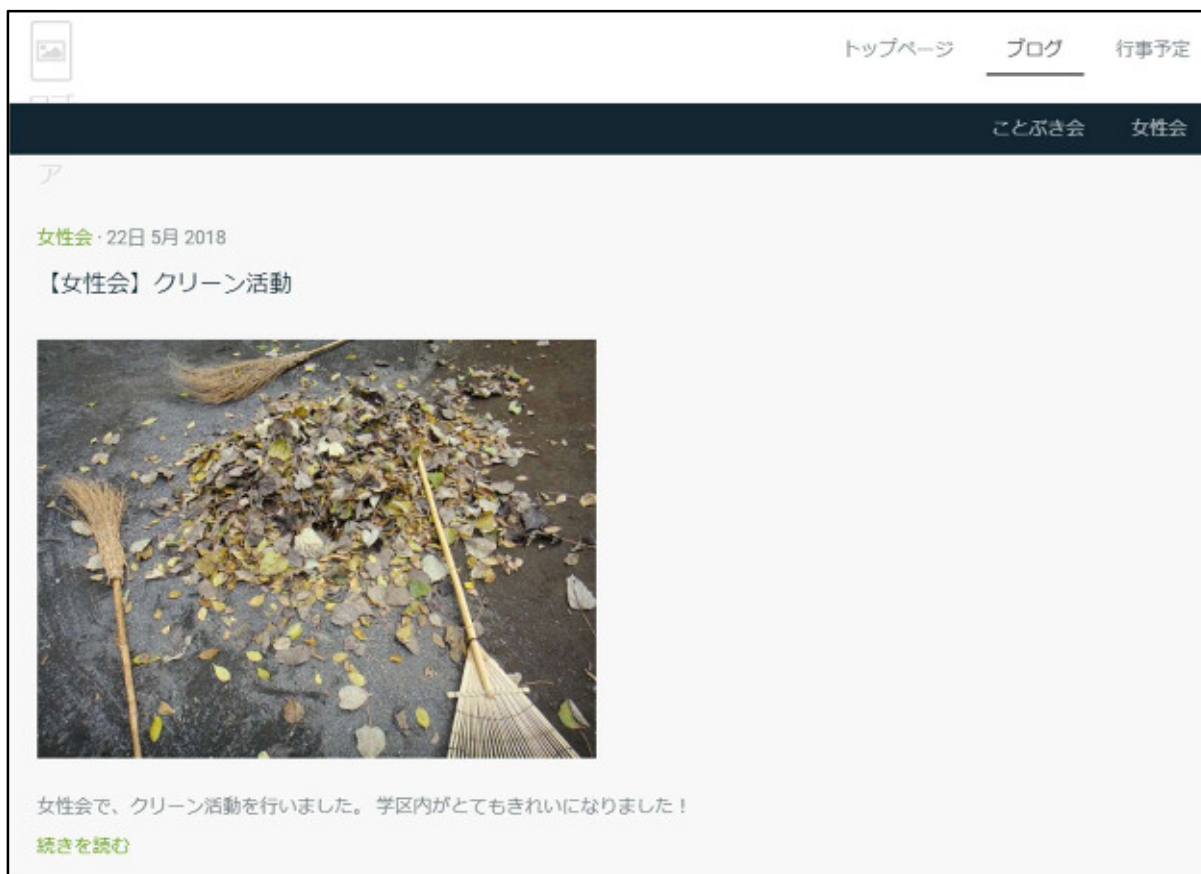 トップページ ブログ 行事予定
ことぶき会 女性会
ア
女性会・22日 5月 2018
【女性会】クリーン活動
女性会で、クリーン活動を行いました。 学区内がとてもきれいになりました！
続きを読む